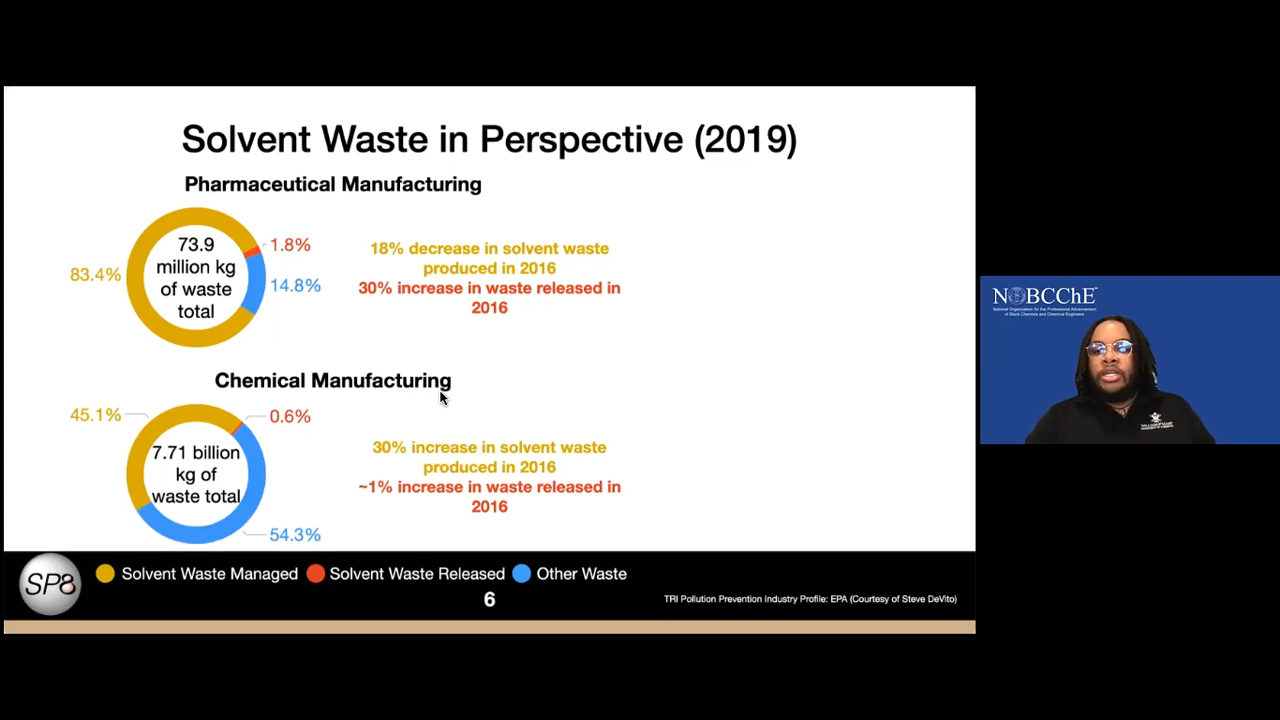 Solvent Waste in Perspective (2019)
Pharmaceutical Manufacturing
73.9
million kg
of waste
total
83.4%
1.8%
14.8%
18% decrease in solvent waste
produced in 2016
30% increase in waste released in
2016
Chemical Manufacturing
45.1%
0.6%
7.71 billion
kg of
waste total
54.3%
30% increase in solvent waste
produced in 2016
~1% increase in waste released in
2016
SP8
Solvent Waste Managed
Solvent Waste Released
Other Waste
6
TRI Pollution Prevention Industry Profile: EPA (Courtesy of Steve DeVito)
NOBCChE
National Organization for the Professional Advancement
of Black Chemists and Chemical Engineers